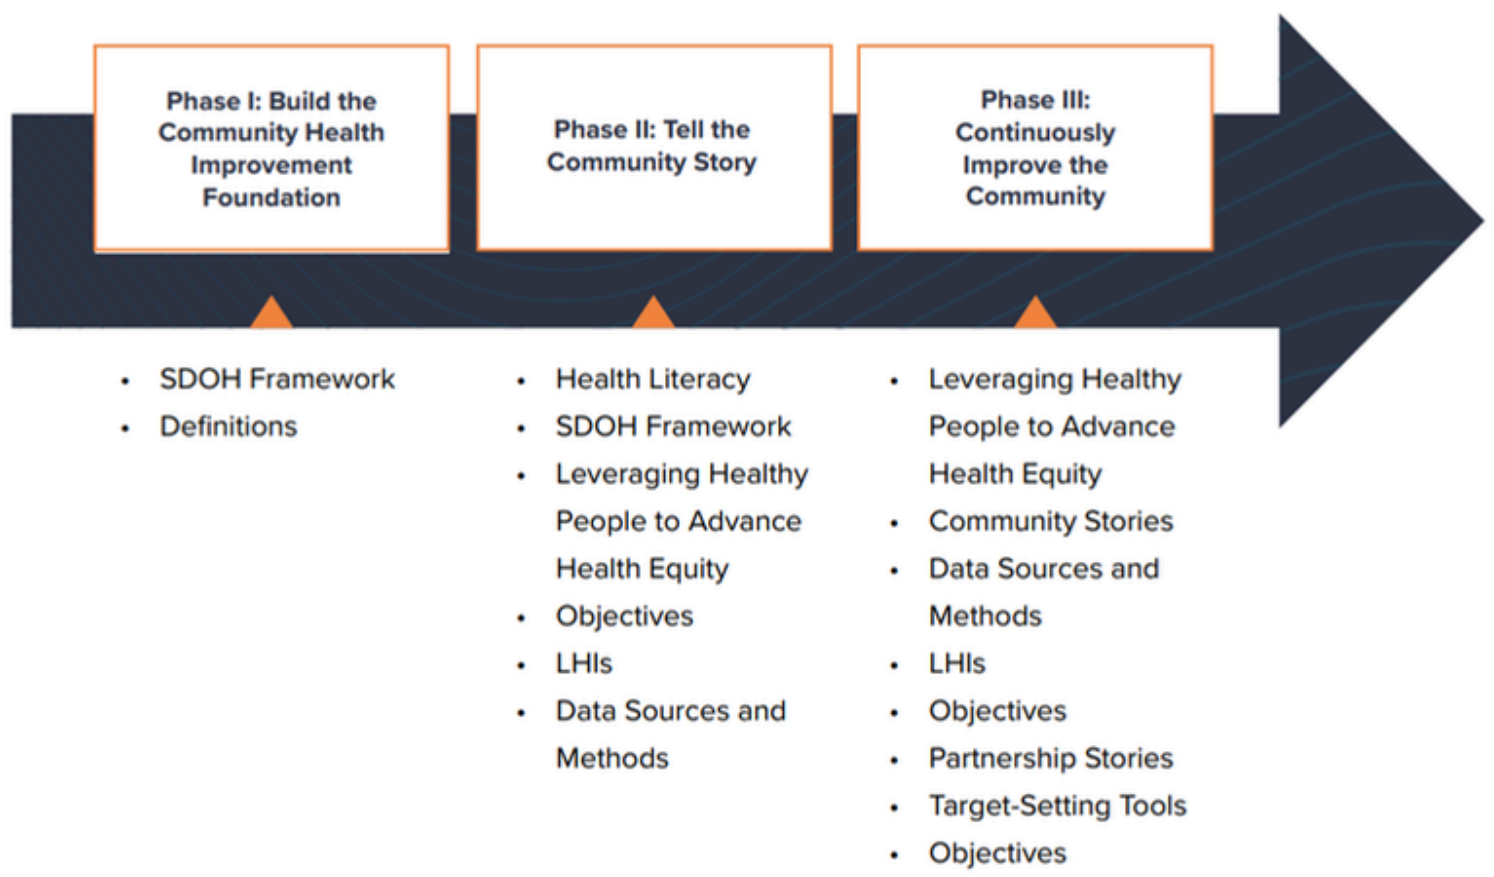 Phase I: Build the
Community Health
Improvement
Foundation
Phase II: Tell the
Community Story
Phase III:
Continuously
Improve the
Community
• SDOH Framework
• Definitions
• Health Literacy
• SDOH Framework
• Leveraging Healthy
People to Advance
Health Equity
• Objectives
• LHIs
• Data Sources and
Methods
• Leveraging Healthy
People to Advance
Health Equity
• Community Stories
• Data Sources and
Methods
• LHIs
• Objectives
• Partnership Stories
• Target-Setting Tools
• Objectives